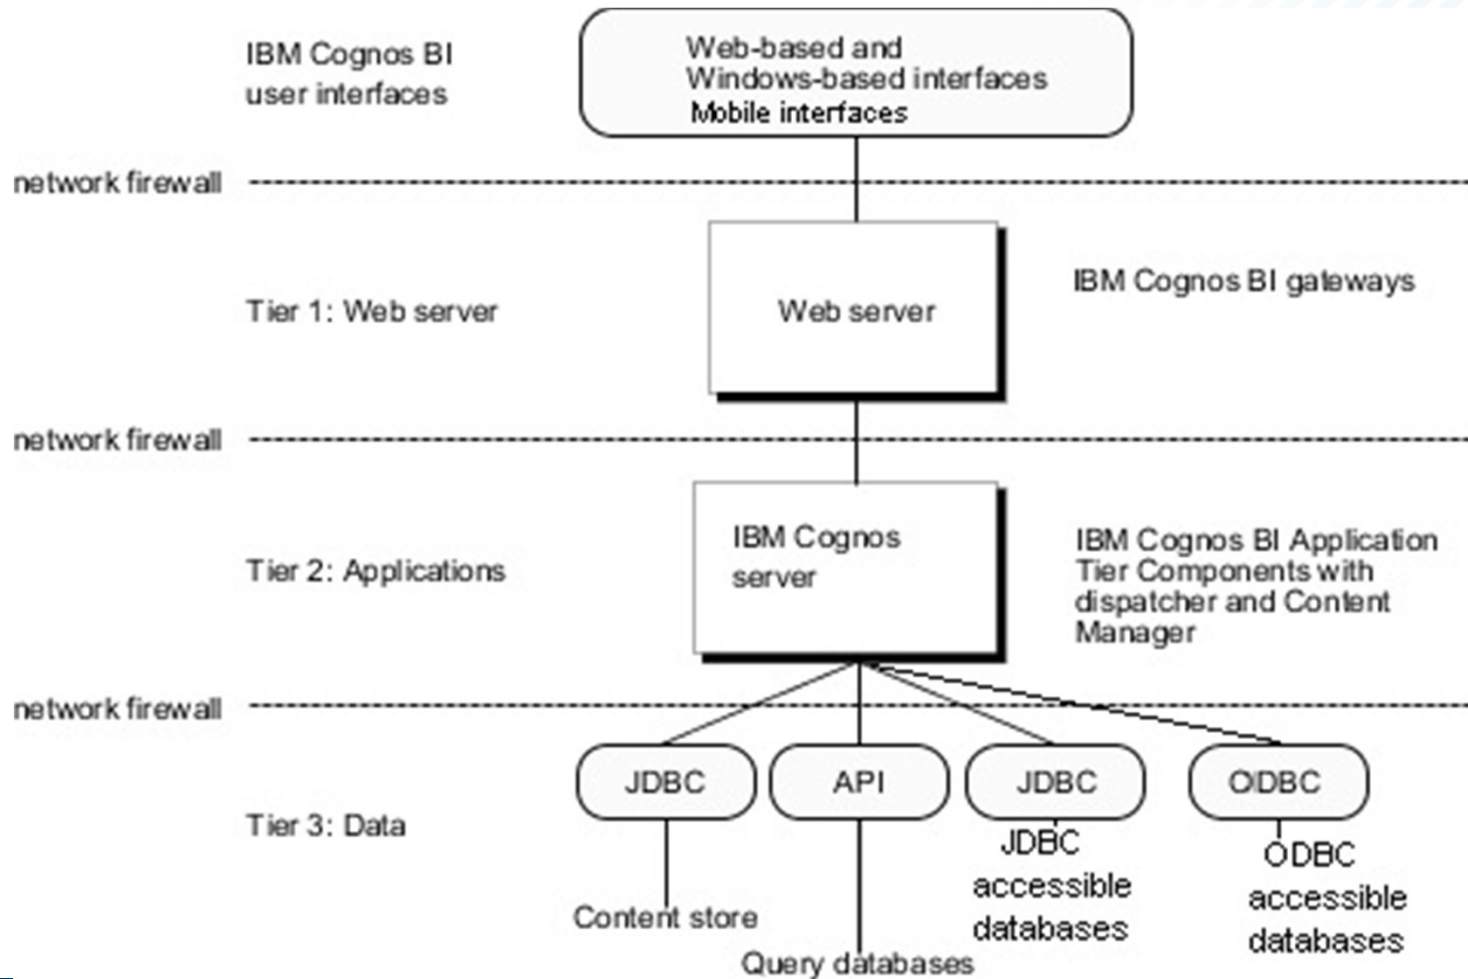 IBM Cognos BI
user interfaces
Web-based and
Windows-based interfaces
Mobile interfaces
network firewall
Tier 1: Web server
Web server
IBM Cognos BI gateways
network firewall
Tier 2: Applications
IBM Cognos
server
IBM Cognos BI Application
Tier Components with
dispatcher and Content
Manager
network firewall
Tier 3: Data
JDBC
API
JDBC
ODBC
Content store
Query databases
JDBC
accessible
databases
ODBC
accessible
databases